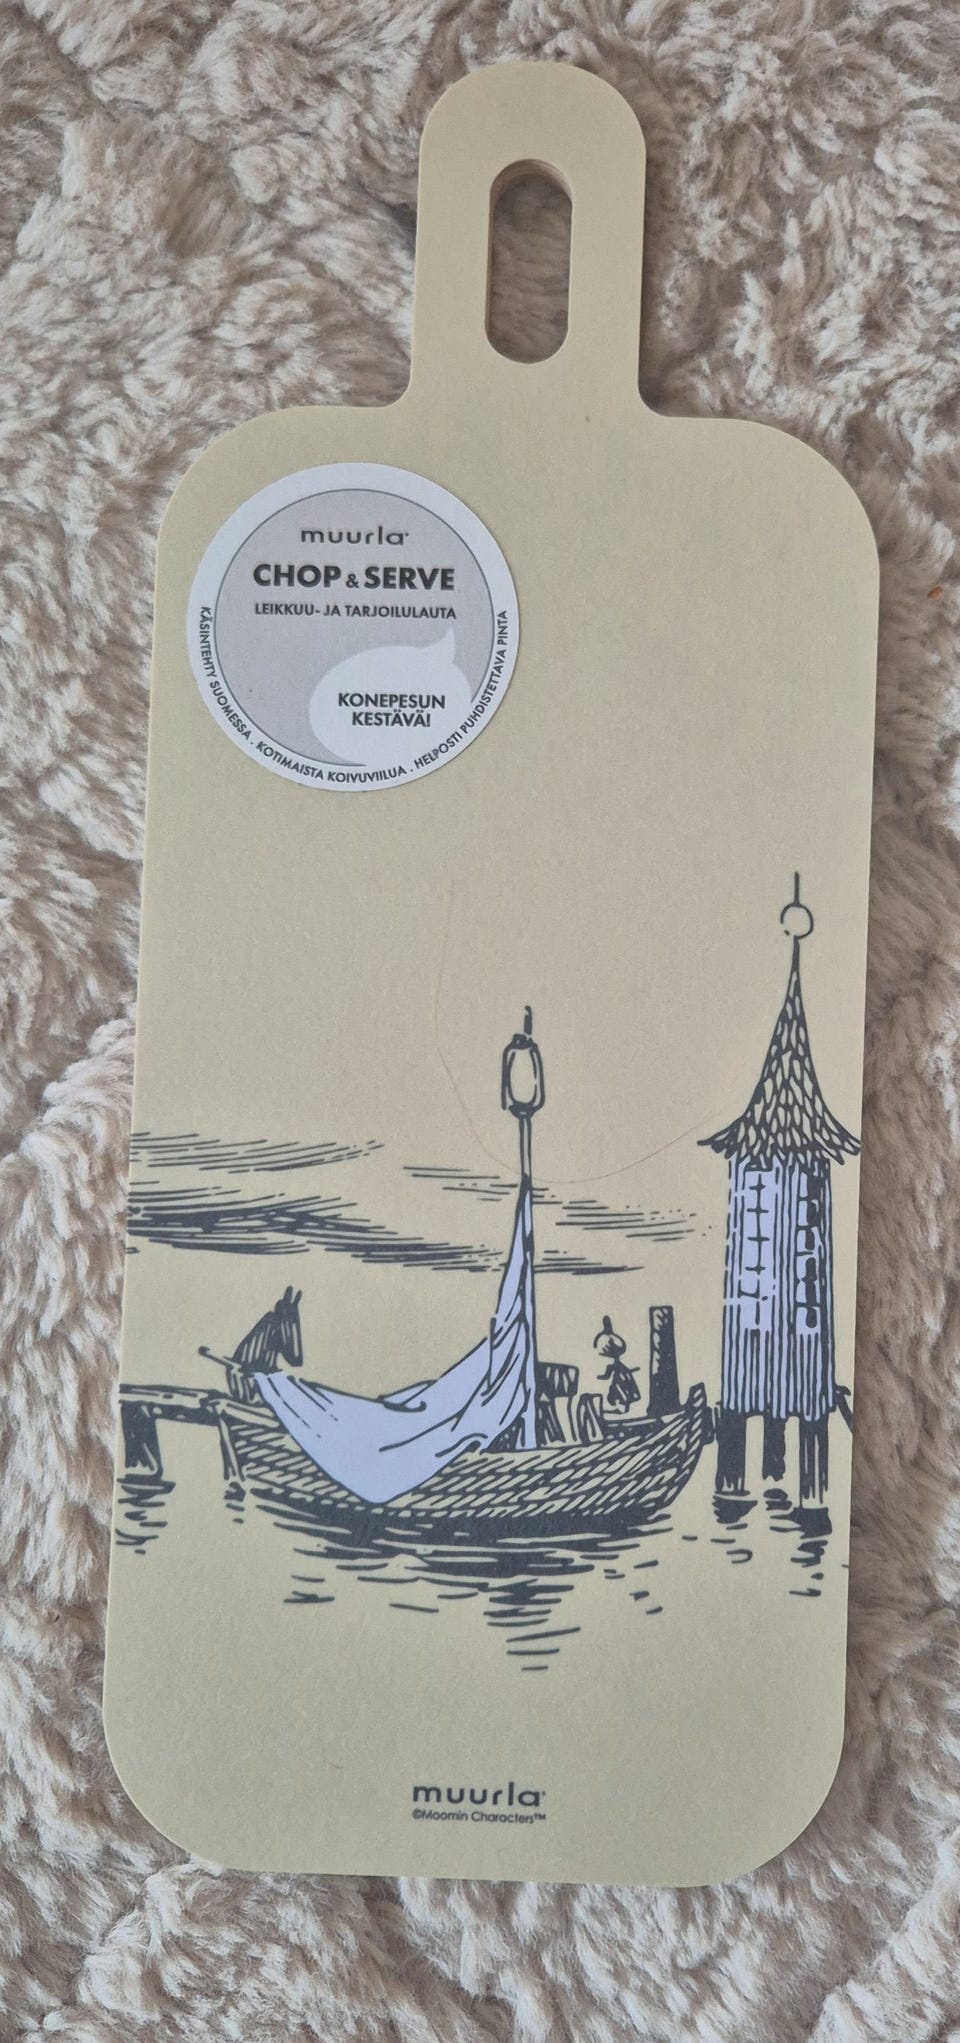 muurla
CHOP & SERVE
LEIKKUU- JA TARJOILULAUTA
KONEPESUN
KESTÄVÄ!
KÄSINTEHTY SUOMESSA . KOTIMAISTA KOIVUVIILUA . HELPOSTI PUHDISTETTAVA PINTA
muurla
©Moomin Characters™